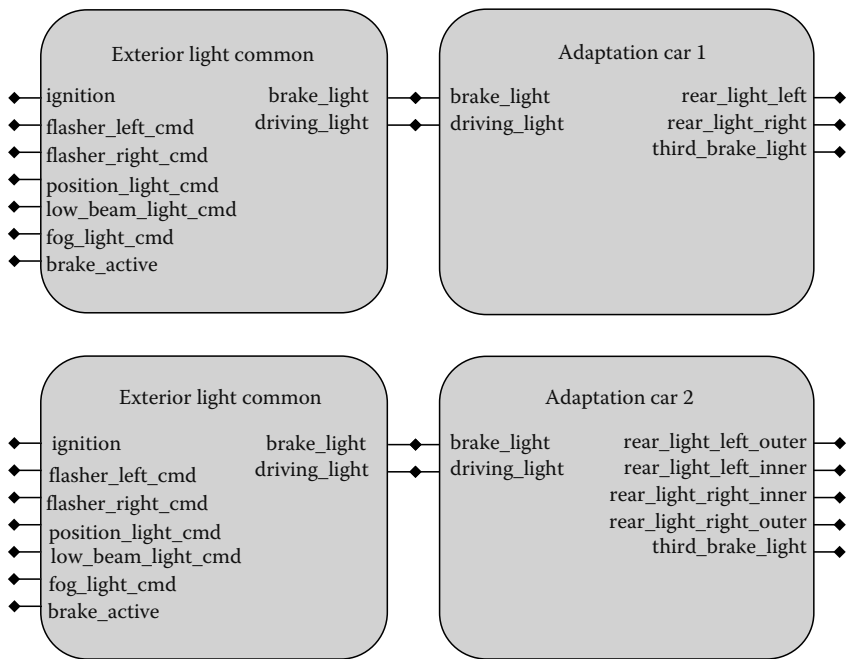 Exterior light common
ignition
flasher_left_cmd
flasher_right_cmd
position_light_cmd
low_beam_light_cmd
fog_light_cmd
brake_active
brake_light
driving_light
Adaptation car 1
brake_light
driving_light
rear_light_left
rear_light_right
third_brake_light
Exterior light common
ignition
flasher_left_cmd
flasher_right_cmd
position_light_cmd
low_beam_light_cmd
fog_light_cmd
brake_active
brake_light
driving_light
Adaptation car 2
brake_light
driving_light
rear_light_left_outer
rear_light_left_inner
rear_light_right_inner
rear_light_right_outer
third_brake_light